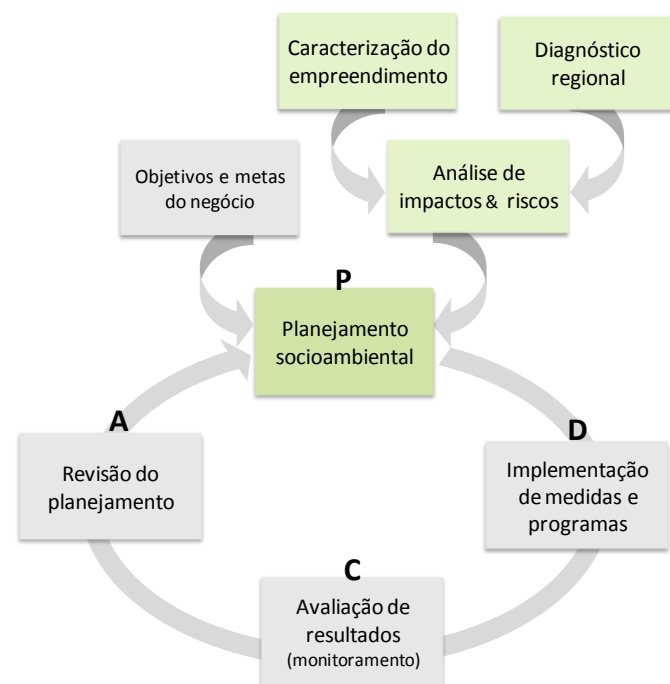 Caracterização do
empreendimento
Diagnóstico
regional
Objetivos e metas
do negócio
Análise de
impactos & riscos
P
Planejamento
socioambiental
A
Revisão do
planejamento
D
Implementação
de medidas e
programas
C
Avaliação de
resultados
(monitoramento)